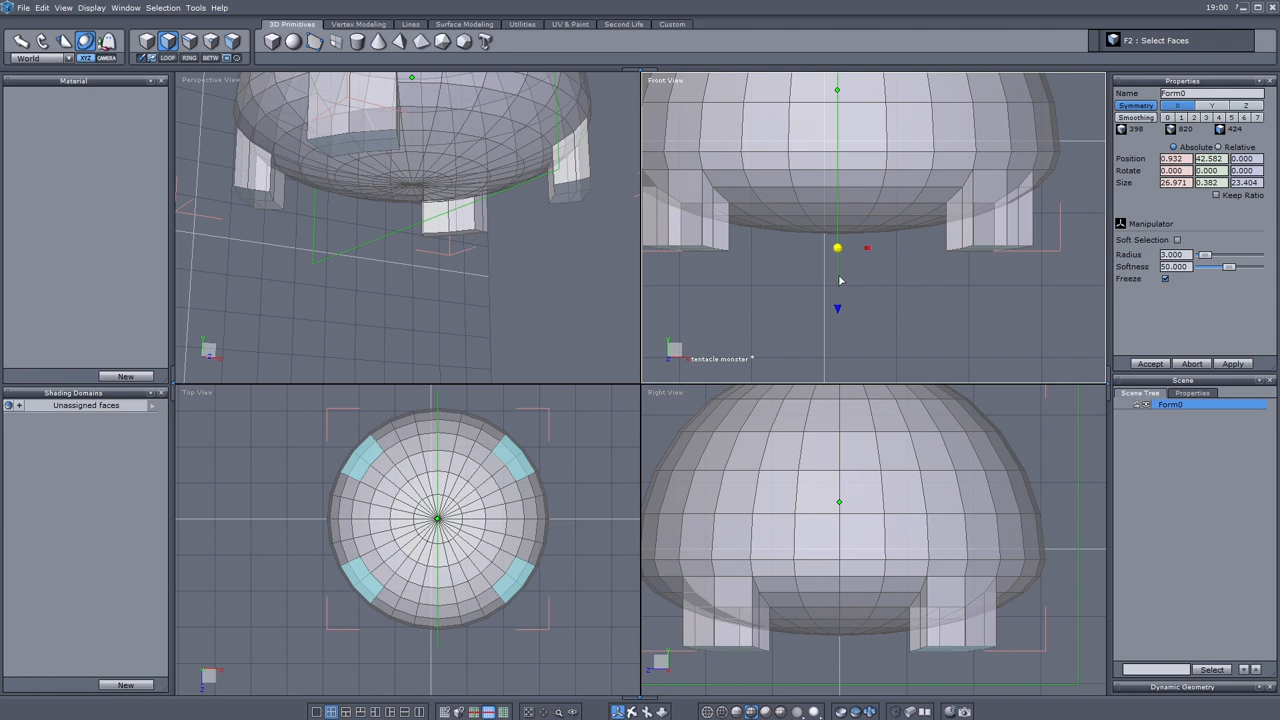 File Edit View Display Window Selection Tools Help 19:00
3D Primitives Vertex Modeling Lines Surface Modeling Utilities UV & Paint Second Life Custom
World XYZ CAMERA LOOP RING BETW
F2 : Select Faces
Material
New
Shading Domains
Unassigned faces
New
Perspective View
Front View
tentacle monster *
Top View
Right View
Properties
Name Form0
Symmetry X Y Z
Smoothing 0 1 2 3 4 5 6 7
398 820 424
Absolute Relative
Position 0.932 42.582 0.000
Rotate 0.000 0.000 0.000
Size 26.971 0.382 23.404
Keep Ratio
Manipulator
Soft Selection
Radius 3.000
Softness 50.000
Freeze
Accept Abort Apply
Scene
Scene Tree Properties
Form0
Select
Dynamic Geometry